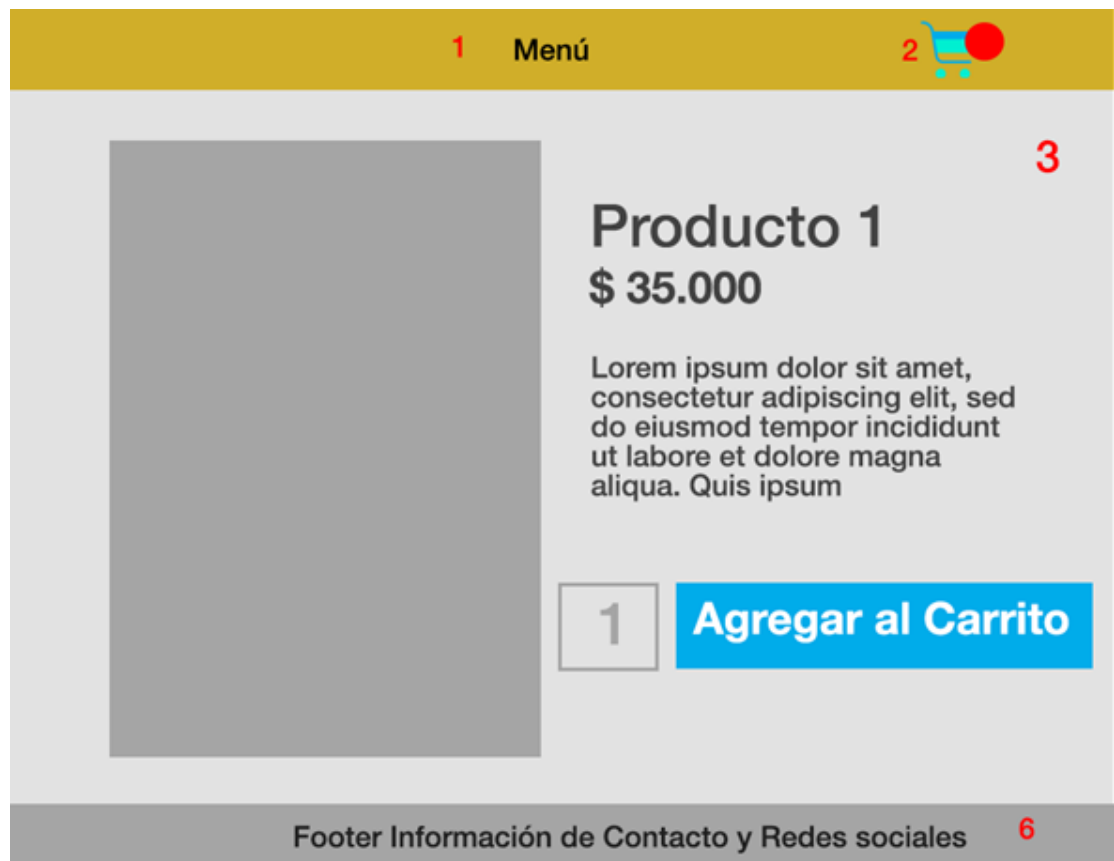 1 Menú 2
3
Producto 1
$ 35.000
Lorem ipsum dolor sit amet,
consectetur adipiscing elit, sed
do eiusmod tempor incididunt
ut labore et dolore magna
aliqua. Quis ipsum
1 Agregar al Carrito
Footer Información de Contacto y Redes sociales 6